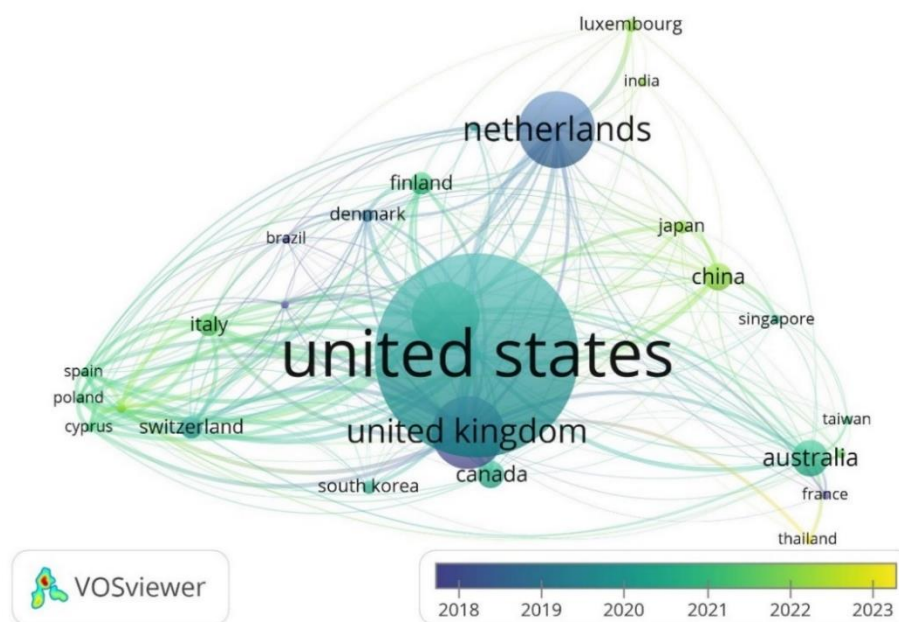 luxembourg
india
netherlands
finland
denmark
brazil
japan
china
singapore
italy
united states
spain
poland
cyprus
switzerland
united kingdom
taiwan
australia
canada
south korea
france
thailand
VOSviewer
2018 2019 2020 2021 2022 2023